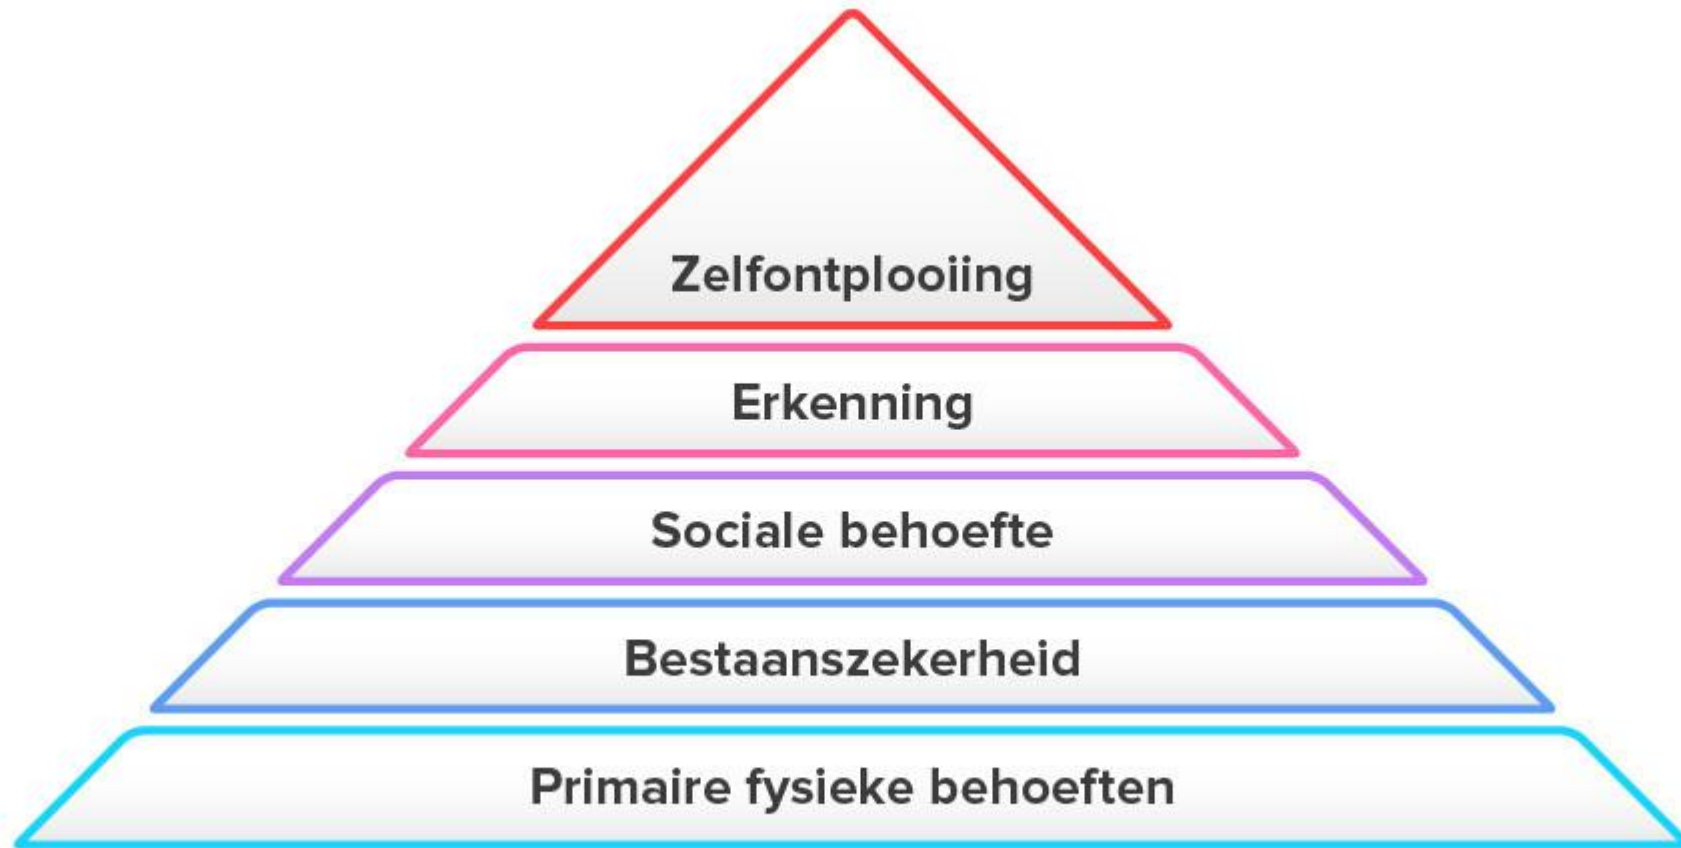 Zelfontplooiing
Erkenning
Sociale behoefte
Bestaanszekerheid
Primaire fysieke behoeften